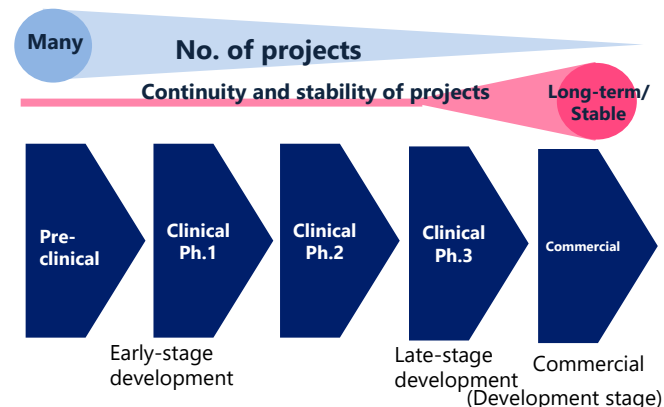 Many
No. of projects
Continuity and stability of projects
Long-term/
Stable
Pre-
clinical
Clinical
Ph.1
Clinical
Ph.2
Clinical
Ph.3
Commercial
Early-stage
development
Late-stage
development
Commercial
(Development stage)